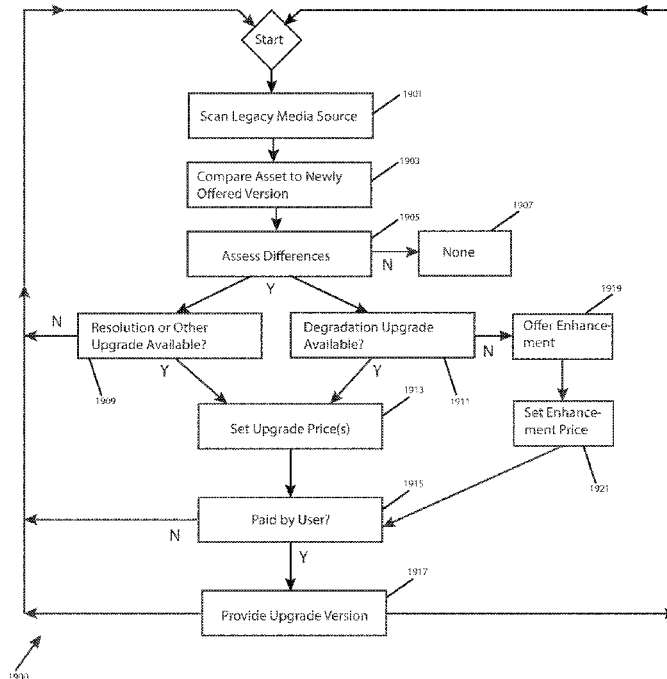 Start
1901
Scan Legacy Media Source
1903
Compare Asset to Newly
Offered Version
1905
1907
Assess Differences
None
N
Y
1919
N
Resolution or Other
Upgrade Available?
Degradation Upgrade
Available?
Offer Enhance-
ment
N
Y
Y
1909
1911
1913
Set Upgrade Price(s)
Set Enhance-
ment Price
1915
1921
Paid by User?
N
Y
1917
Provide Upgrade Version
1900